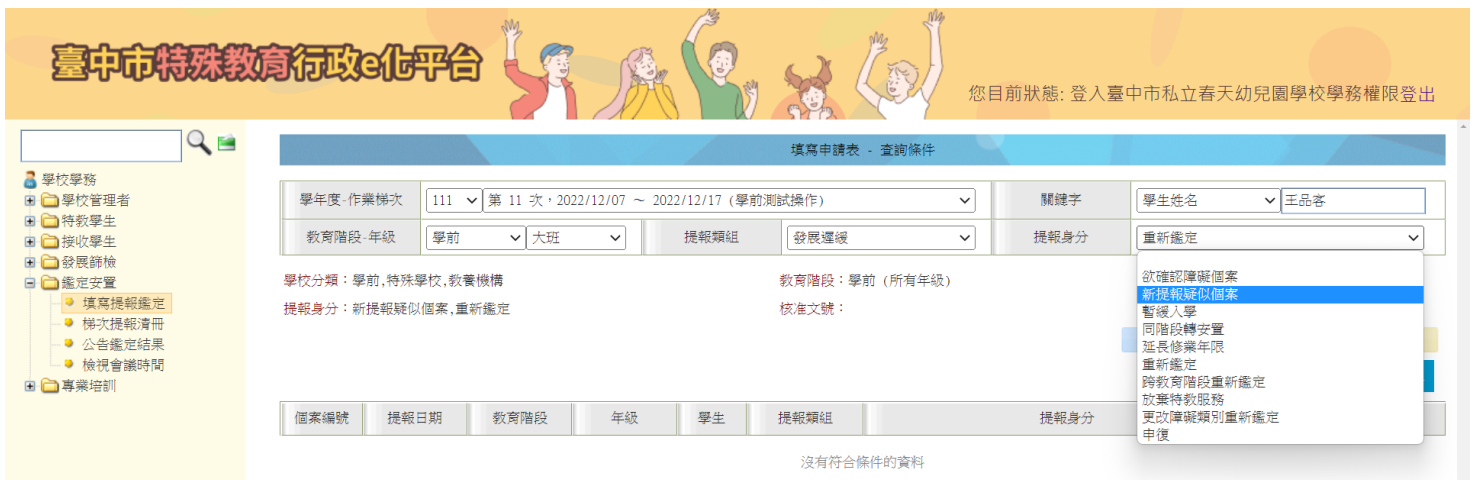 臺中市特殊教育行政e化平台
您目前狀態: 登入臺中市私立春天幼兒園學校學務權限登出
學校學務
學校管理者
特教學生
接收學生
發展篩檢
鑑定安置
填寫提報鑑定
梯次提報清冊
公告鑑定結果
檢視會議時間
專業培訓
填寫申請表 - 查詢條件
學年度-作業梯次 111 第 11 次，2022/12/07 ～ 2022/12/17 (學前測試操作) 關鍵字 學生姓名 王品客
教育階段-年級 學前 大班 提報類組 發展遲緩 提報身分 重新鑑定
學校分類：學前,特殊學校,教養機構 教育階段：學前 (所有年級)
提報身分：新提報疑似個案,重新鑑定 核准文號：
欲確認障礙個案
新提報疑似個案
暫緩入學
同階段轉安置
延長修業年限
重新鑑定
跨教育階段重新鑑定
放棄特教服務
更改障礙類別重新鑑定
申復
個案編號 提報日期 教育階段 年級 學生 提報類組 提報身分
沒有符合條件的資料